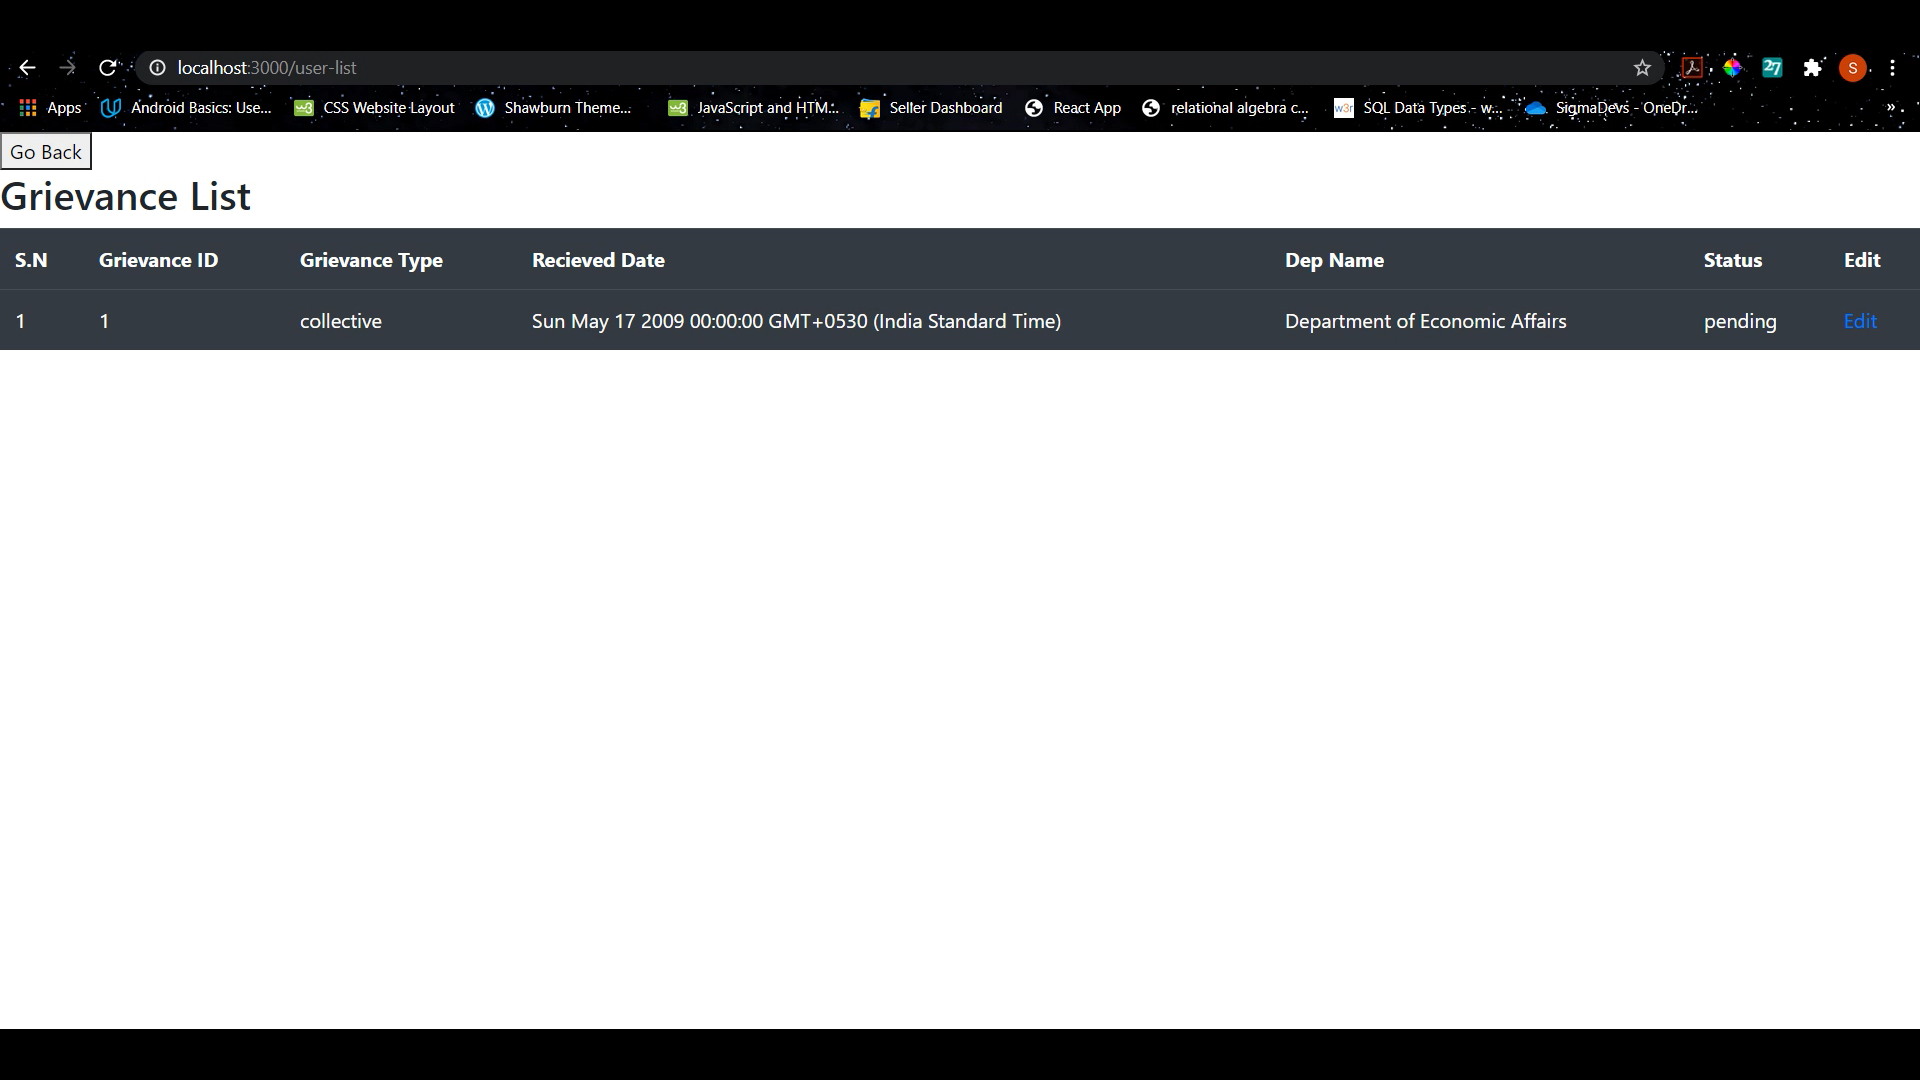 localhost:3000/user-list
S
27
Apps Android Basics: Use... CSS Website Layout Shawburn Theme... JavaScript and HTM... Seller Dashboard React App relational algebra c... SQL Data Types - w... SigmaDevs - OneDr... »
Go Back
Grievance List
S.N Grievance ID Grievance Type Recieved Date Dep Name Status Edit
1 1 collective Sun May 17 2009 00:00:00 GMT+0530 (India Standard Time) Department of Economic Affairs pending Edit